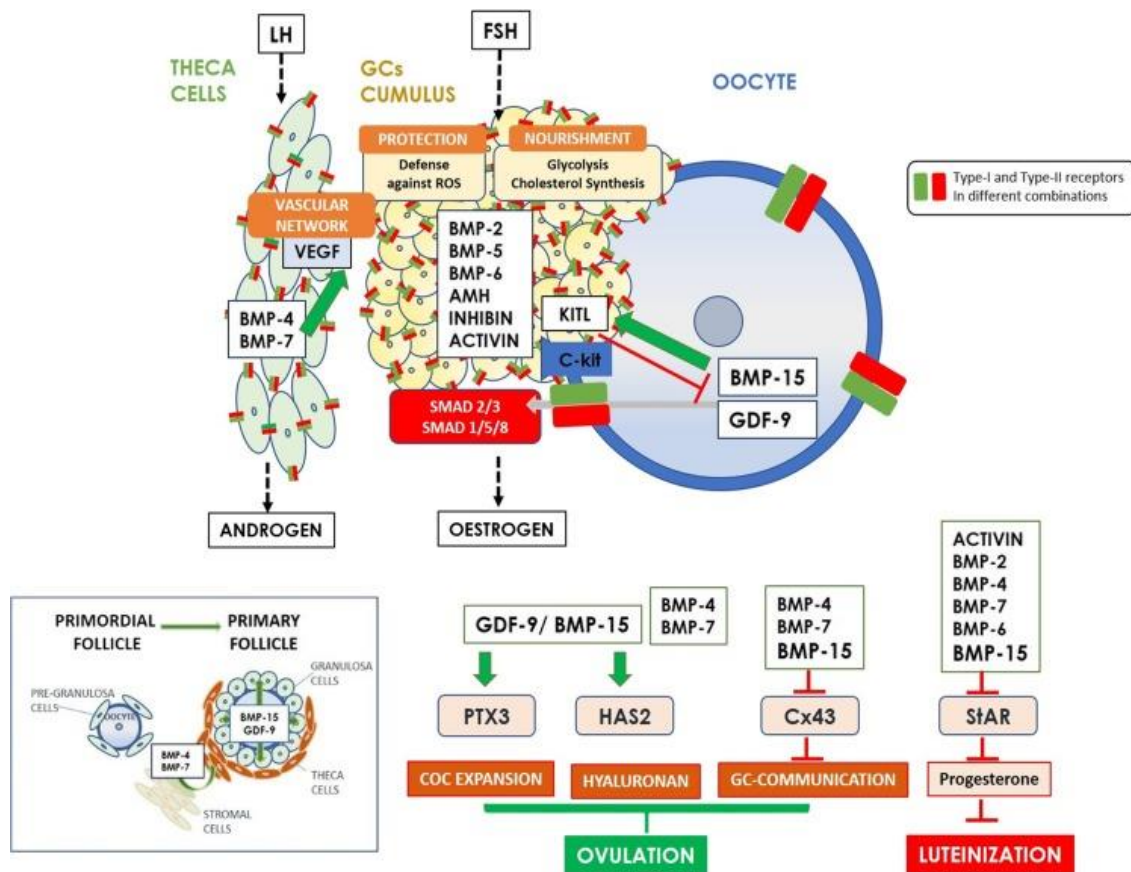 LH
FSH
THECA
CELLS
GCs
CUMULUS
OOCYTE
PROTECTION
Defense
against ROS
NOURISHMENT
Glycolysis
Cholesterol Synthesis
Type-I and Type-II receptors
In different combinations
VASCULAR
NETWORK
VEGF
BMP-4
BMP-7
BMP-2
BMP-5
BMP-6
AMH
INHIBIN
ACTIVIN
KITL
C-kit
BMP-15
GDF-9
SMAD 2/3
SMAD 1/5/8
ANDROGEN
OESTROGEN
PRIMORDIAL
FOLLICLE
PRIMARY
FOLLICLE
PRE-GRANULOSA
CELLS
OOCYTE
GRANULOSA
CELLS
BMP-15
GDF-9
BMP-4
BMP-7
THECA
CELLS
STROMAL
CELLS
GDF-9/ BMP-15
BMP-4
BMP-7
BMP-4
BMP-7
BMP-15
ACTIVIN
BMP-2
BMP-4
BMP-7
BMP-6
BMP-15
PTX3
HAS2
Cx43
StAR
COC EXPANSION
HYALURONAN
GC-COMMUNICATION
Progesterone
OVULATION
LUTEINIZATION